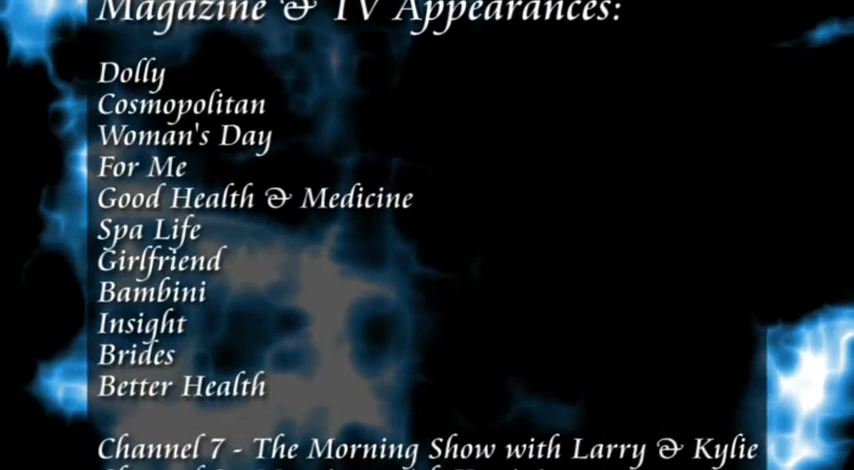 Magazine & TV Appearances:
Dolly
Cosmopolitan
Woman's Day
For Me
Good Health & Medicine
Spa Life
Girlfriend
Bambini
Insight
Brides
Better Health
Channel 7 - The Morning Show with Larry & Kylie